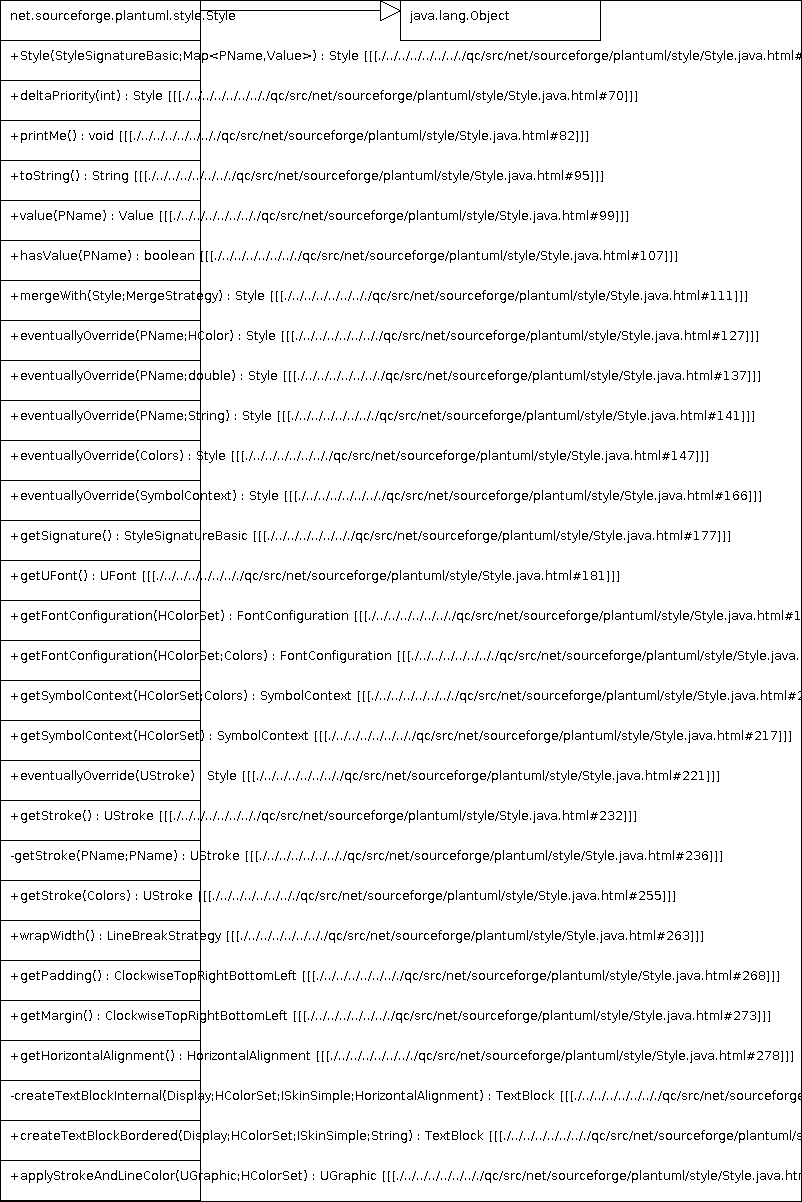 net.sourceforge.plantuml.style.Style
java.lang.Object
+Style(StyleSignatureBasic;Map<PName,Value>) : Style [[[./../../../../../../../qc/src/net/sourceforge/plantuml/style/Style.java.html#
+deltaPriority(int) : Style [[[./../../../../../../../qc/src/net/sourceforge/plantuml/style/Style.java.html#70]]]
+printMe() : void [[[./../../../../../../../qc/src/net/sourceforge/plantuml/style/Style.java.html#82]]]
+toString() : String [[[./../../../../../../../qc/src/net/sourceforge/plantuml/style/Style.java.html#95]]]
+value(PName) : Value [[[./../../../../../../../qc/src/net/sourceforge/plantuml/style/Style.java.html#99]]]
+hasValue(PName) : boolean [[[./../../../../../../../qc/src/net/sourceforge/plantuml/style/Style.java.html#107]]]
+mergeWith(Style;MergeStrategy) : Style [[[./../../../../../../../qc/src/net/sourceforge/plantuml/style/Style.java.html#111]]]
+eventuallyOverride(PName;HColor) : Style [[[./../../../../../../../qc/src/net/sourceforge/plantuml/style/Style.java.html#127]]]
+eventuallyOverride(PName;double) : Style [[[./../../../../../../../qc/src/net/sourceforge/plantuml/style/Style.java.html#137]]]
+eventuallyOverride(PName;String) : Style [[[./../../../../../../../qc/src/net/sourceforge/plantuml/style/Style.java.html#141]]]
+eventuallyOverride(Colors) : Style [[[./../../../../../../../qc/src/net/sourceforge/plantuml/style/Style.java.html#147]]]
+eventuallyOverride(SymbolContext) : Style [[[./../../../../../../../qc/src/net/sourceforge/plantuml/style/Style.java.html#166]]]
+getSignature() : StyleSignatureBasic [[[./../../../../../../../qc/src/net/sourceforge/plantuml/style/Style.java.html#177]]]
+getUFont() : UFont [[[./../../../../../../../qc/src/net/sourceforge/plantuml/style/Style.java.html#181]]]
+getFontConfiguration(HColorSet) : FontConfiguration [[[./../../../../../../../qc/src/net/sourceforge/plantuml/style/Style.java.html#1
+getFontConfiguration(HColorSet;Colors) : FontConfiguration [[[./../../../../../../../qc/src/net/sourceforge/plantuml/style/Style.java.
+getSymbolContext(HColorSet;Colors) : SymbolContext [[[./../../../../../../../qc/src/net/sourceforge/plantuml/style/Style.java.html#2
+getSymbolContext(HColorSet) : SymbolContext [[[./../../../../../../../qc/src/net/sourceforge/plantuml/style/Style.java.html#217]]]
+eventuallyOverride(UStroke) : Style [[[./../../../../../../../qc/src/net/sourceforge/plantuml/style/Style.java.html#221]]]
+getStroke() : UStroke [[[./../../../../../../../qc/src/net/sourceforge/plantuml/style/Style.java.html#232]]]
-getStroke(PName;PName) : UStroke [[[./../../../../../../../qc/src/net/sourceforge/plantuml/style/Style.java.html#236]]]
+getStroke(Colors) : UStroke [[[./../../../../../../../qc/src/net/sourceforge/plantuml/style/Style.java.html#255]]]
+wrapWidth() : LineBreakStrategy [[[./../../../../../../../qc/src/net/sourceforge/plantuml/style/Style.java.html#263]]]
+getPadding() : ClockwiseTopRightBottomLeft [[[./../../../../../../../qc/src/net/sourceforge/plantuml/style/Style.java.html#268]]]
+getMargin() : ClockwiseTopRightBottomLeft [[[./../../../../../../../qc/src/net/sourceforge/plantuml/style/Style.java.html#273]]]
+getHorizontalAlignment() : HorizontalAlignment [[[./../../../../../../../qc/src/net/sourceforge/plantuml/style/Style.java.html#278]]]
-createTextBlockInternal(Display;HColorSet;ISkinSimple;HorizontalAlignment) : TextBlock [[[./../../../../../../../qc/src/net/sourceforge
+createTextBlockBordered(Display;HColorSet;ISkinSimple;String) : TextBlock [[[./../../../../../../../qc/src/net/sourceforge/plantuml/s
+applyStrokeAndLineColor(UGraphic;HColorSet) : UGraphic [[[./../../../../../../../qc/src/net/sourceforge/plantuml/style/Style.java.ht